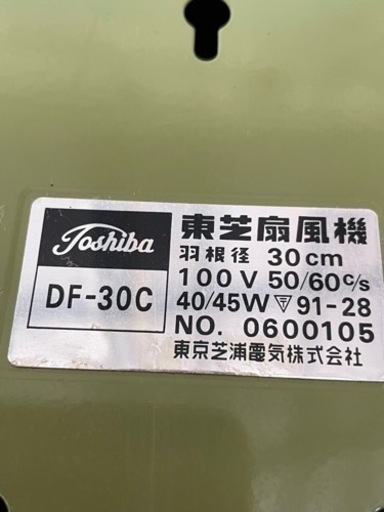 Toshiba
DF-30C
東芝扇風機
羽根径 30cm
100V 50/60c/s
40/45W 〒 91-28
NO. 0600105
東京芝浦電気株式会社